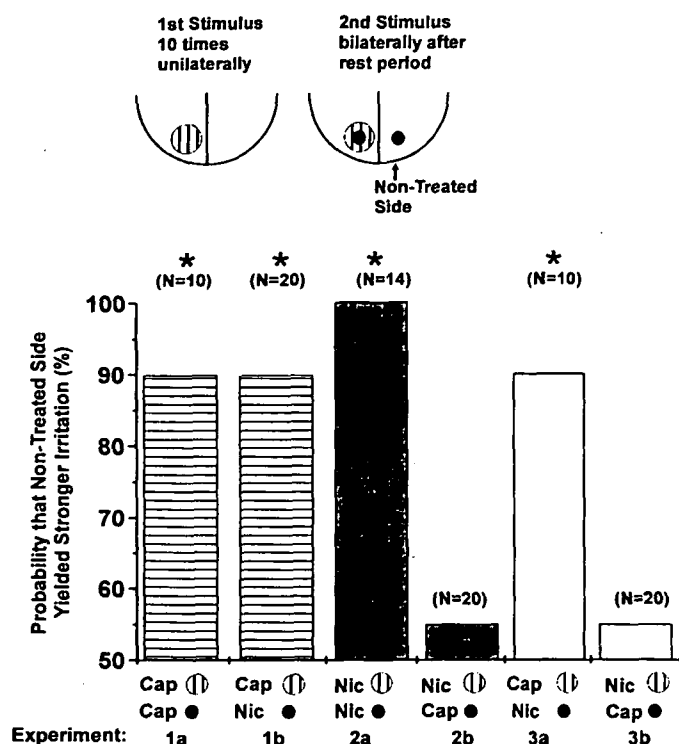 1st Stimulus
10 times
unilaterally
2nd Stimulus
bilaterally after
rest period
Non-Treated
Side
* * * *
(N=10) (N=20) (N=14) (N=10)
100
90
80
70
60
50
(N=20) (N=20)
Probability that Non-Treated Side
Yielded Stronger Irritation (%)
Cap Cap Nic Nic Cap Nic
Cap Nic Nic Cap Nic Cap
Experiment: 1a 1b 2a 2b 3a 3b